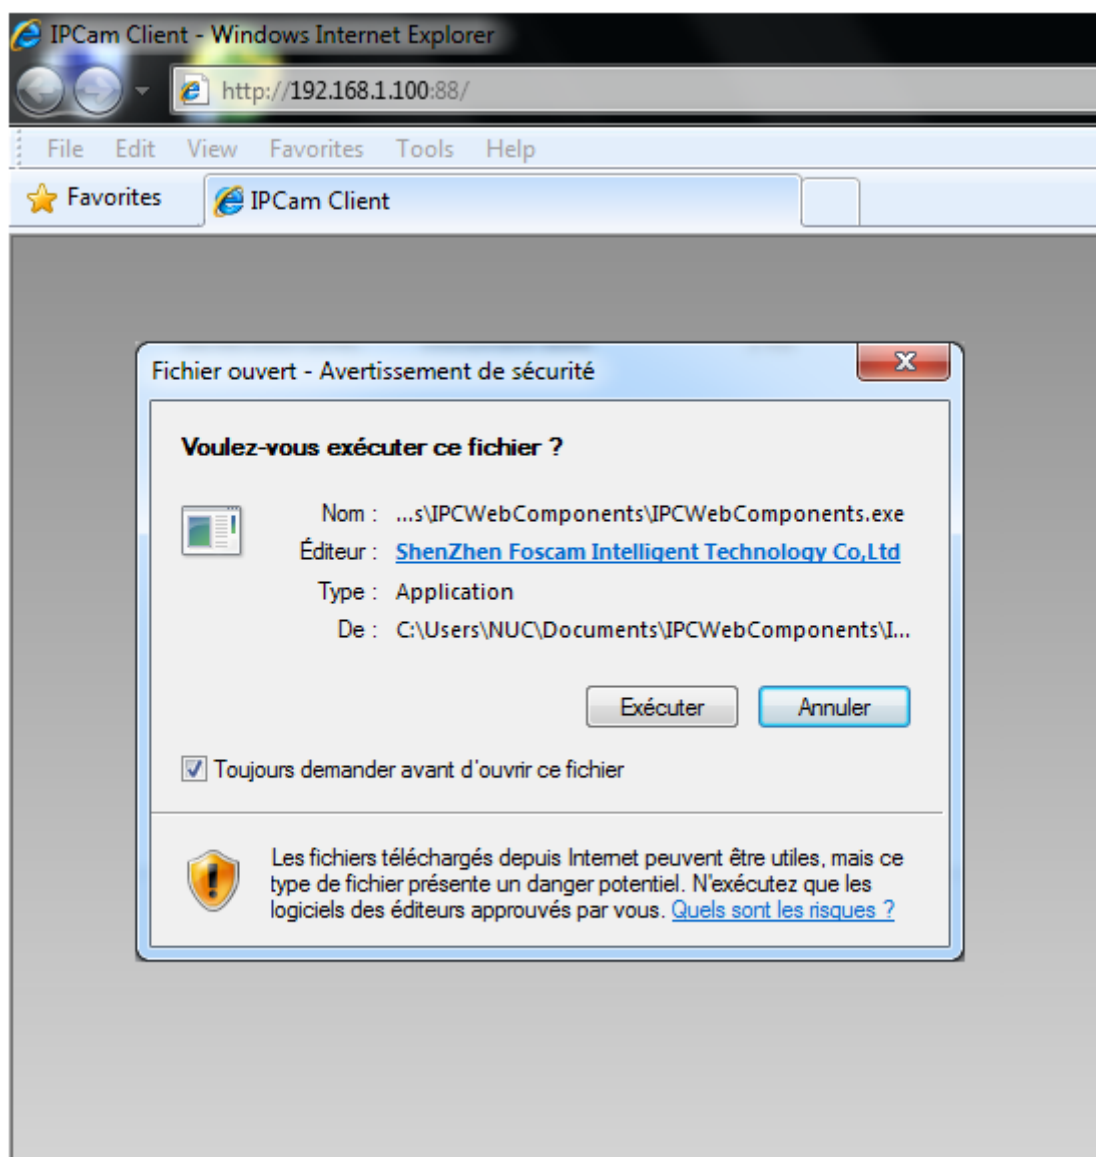 IPCam Client - Windows Internet Explorer
http://192.168.1.100:88/
File Edit View Favorites Tools Help
Favorites IPCam Client
Fichier ouvert - Avertissement de sécurité
Voulez-vous exécuter ce fichier ?
Nom : ...s\IPCWebComponents\IPCWebComponents.exe
Éditeur : ShenZhen Foscam Intelligent Technology Co,Ltd
Type : Application
De : C:\Users\NUC\Documents\IPCWebComponents\I...
Exécuter Annuler
Toujours demander avant d'ouvrir ce fichier
Les fichiers téléchargés depuis Internet peuvent être utiles, mais ce
type de fichier présente un danger potentiel. N'exécutez que les
logiciels des éditeurs approuvés par vous. Quels sont les risques ?